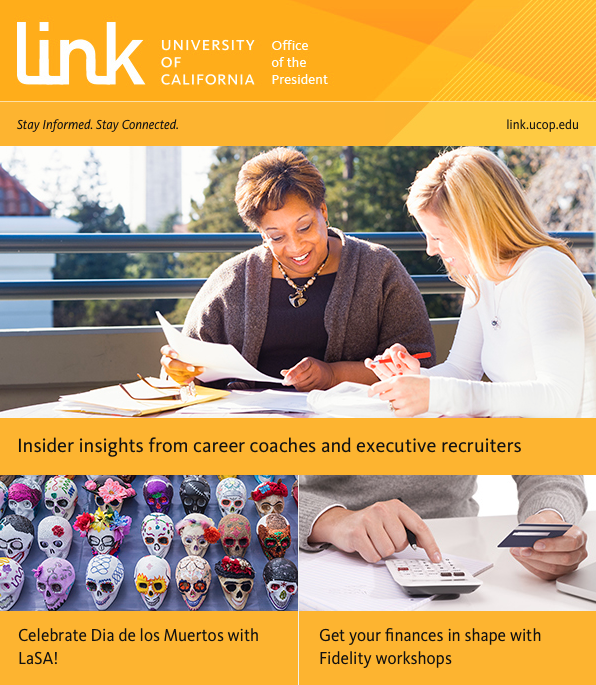 link
UNIVERSITY
OF
CALIFORNIA
Office
of the
President
Stay Informed. Stay Connected.
link.ucop.edu
Insider insights from career coaches and executive recruiters
Celebrate Dia de los Muertos with
LaSA!
Get your finances in shape with
Fidelity workshops